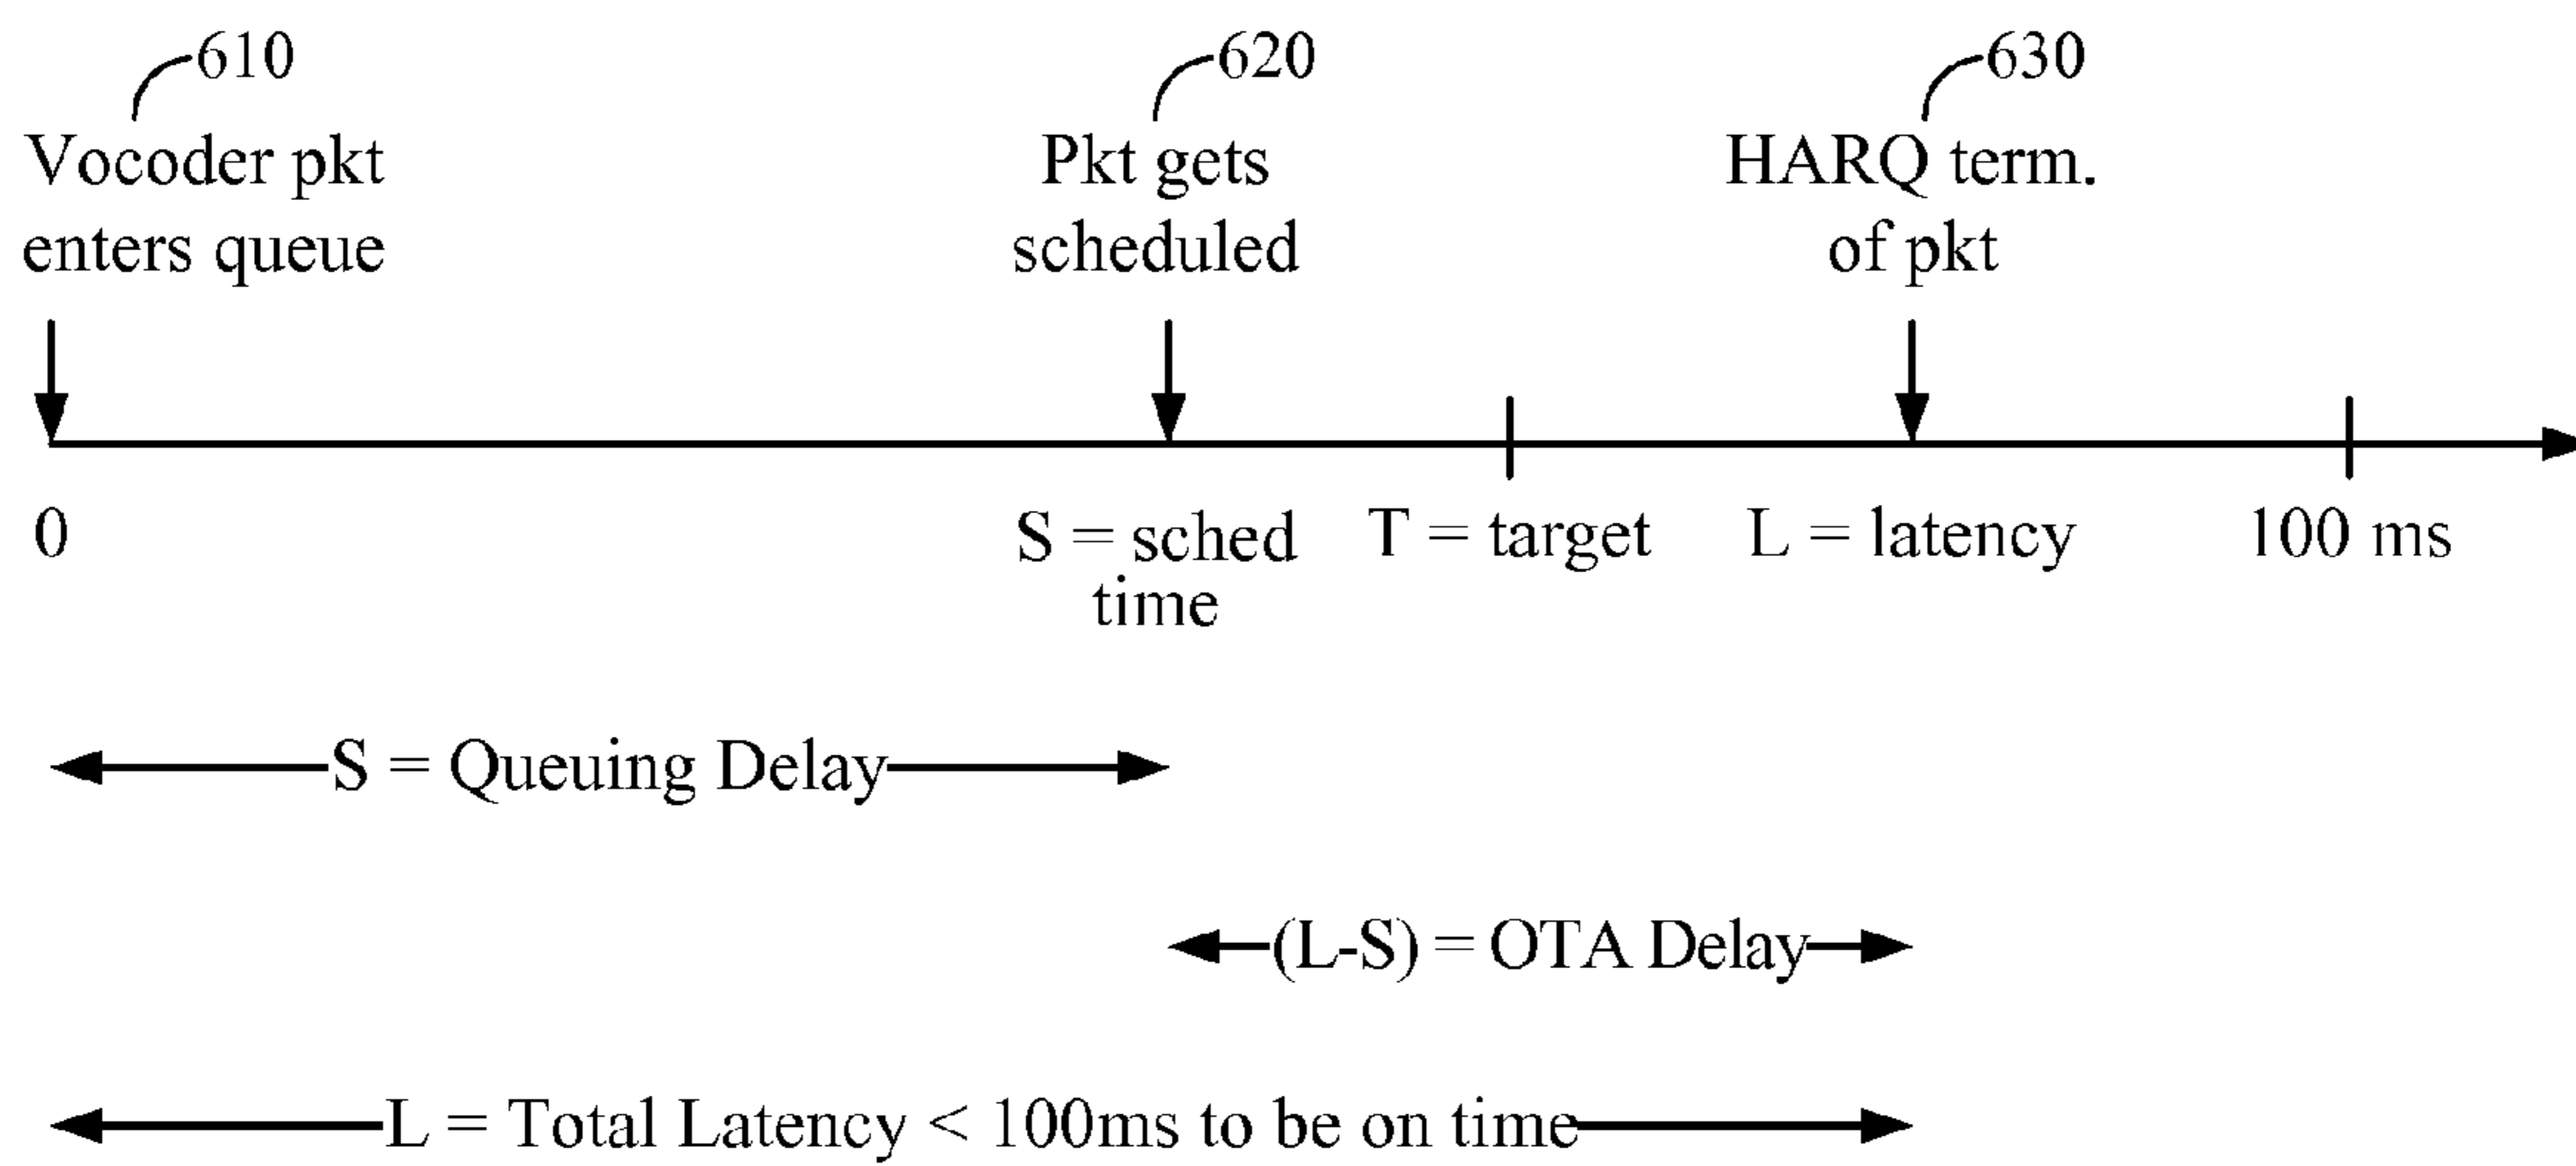 610
620
630
Vocoder pkt
enters queue
Pkt gets
scheduled
HARQ term.
of pkt
0
S = sched
time
T = target
L = latency
100 ms
S = Queuing Delay
(L-S) = OTA Delay
L = Total Latency < 100ms to be on time